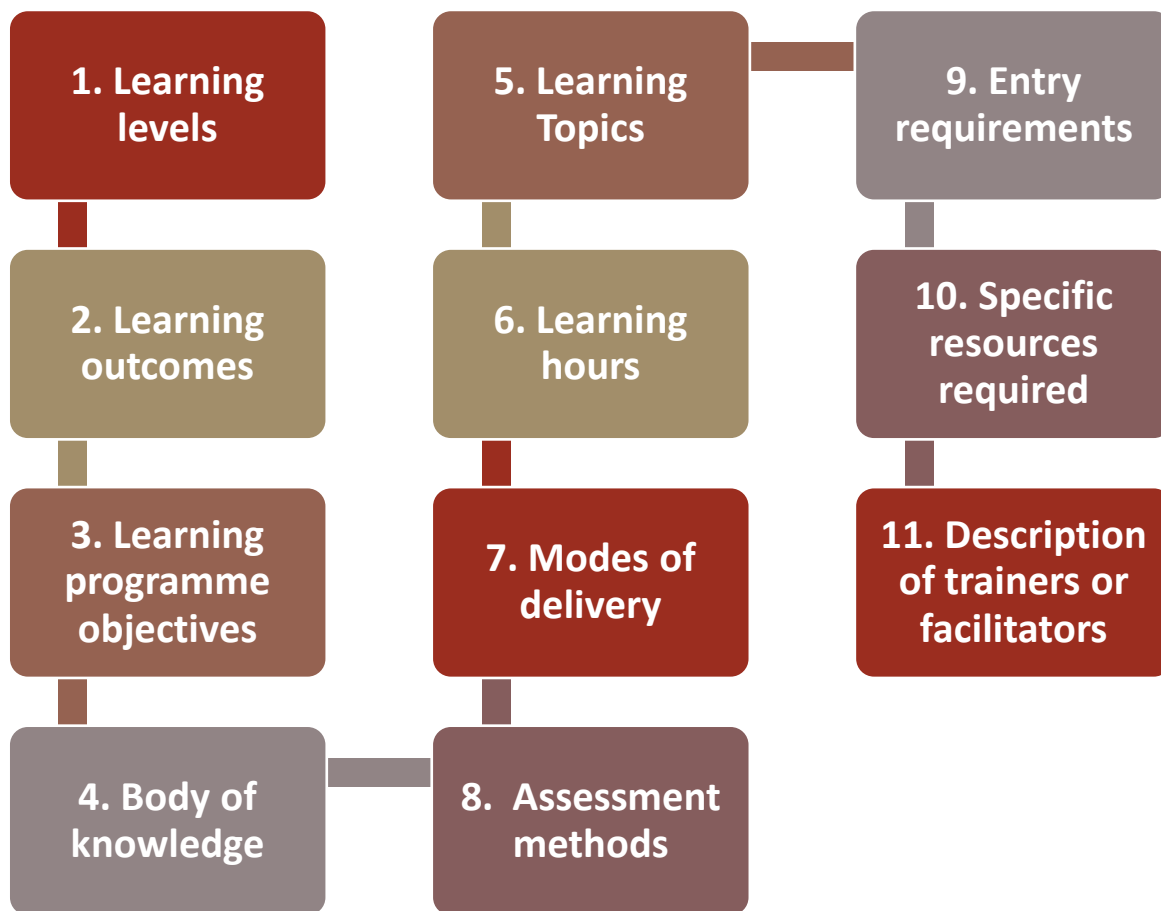 1. Learning
levels
2. Learning
outcomes
3. Learning
programme
objectives
4. Body of
knowledge
5. Learning
Topics
6. Learning
hours
7. Modes of
delivery
8.  Assessment
methods
9. Entry
requirements
10. Specific
resources
required
11. Description
of trainers or
facilitators